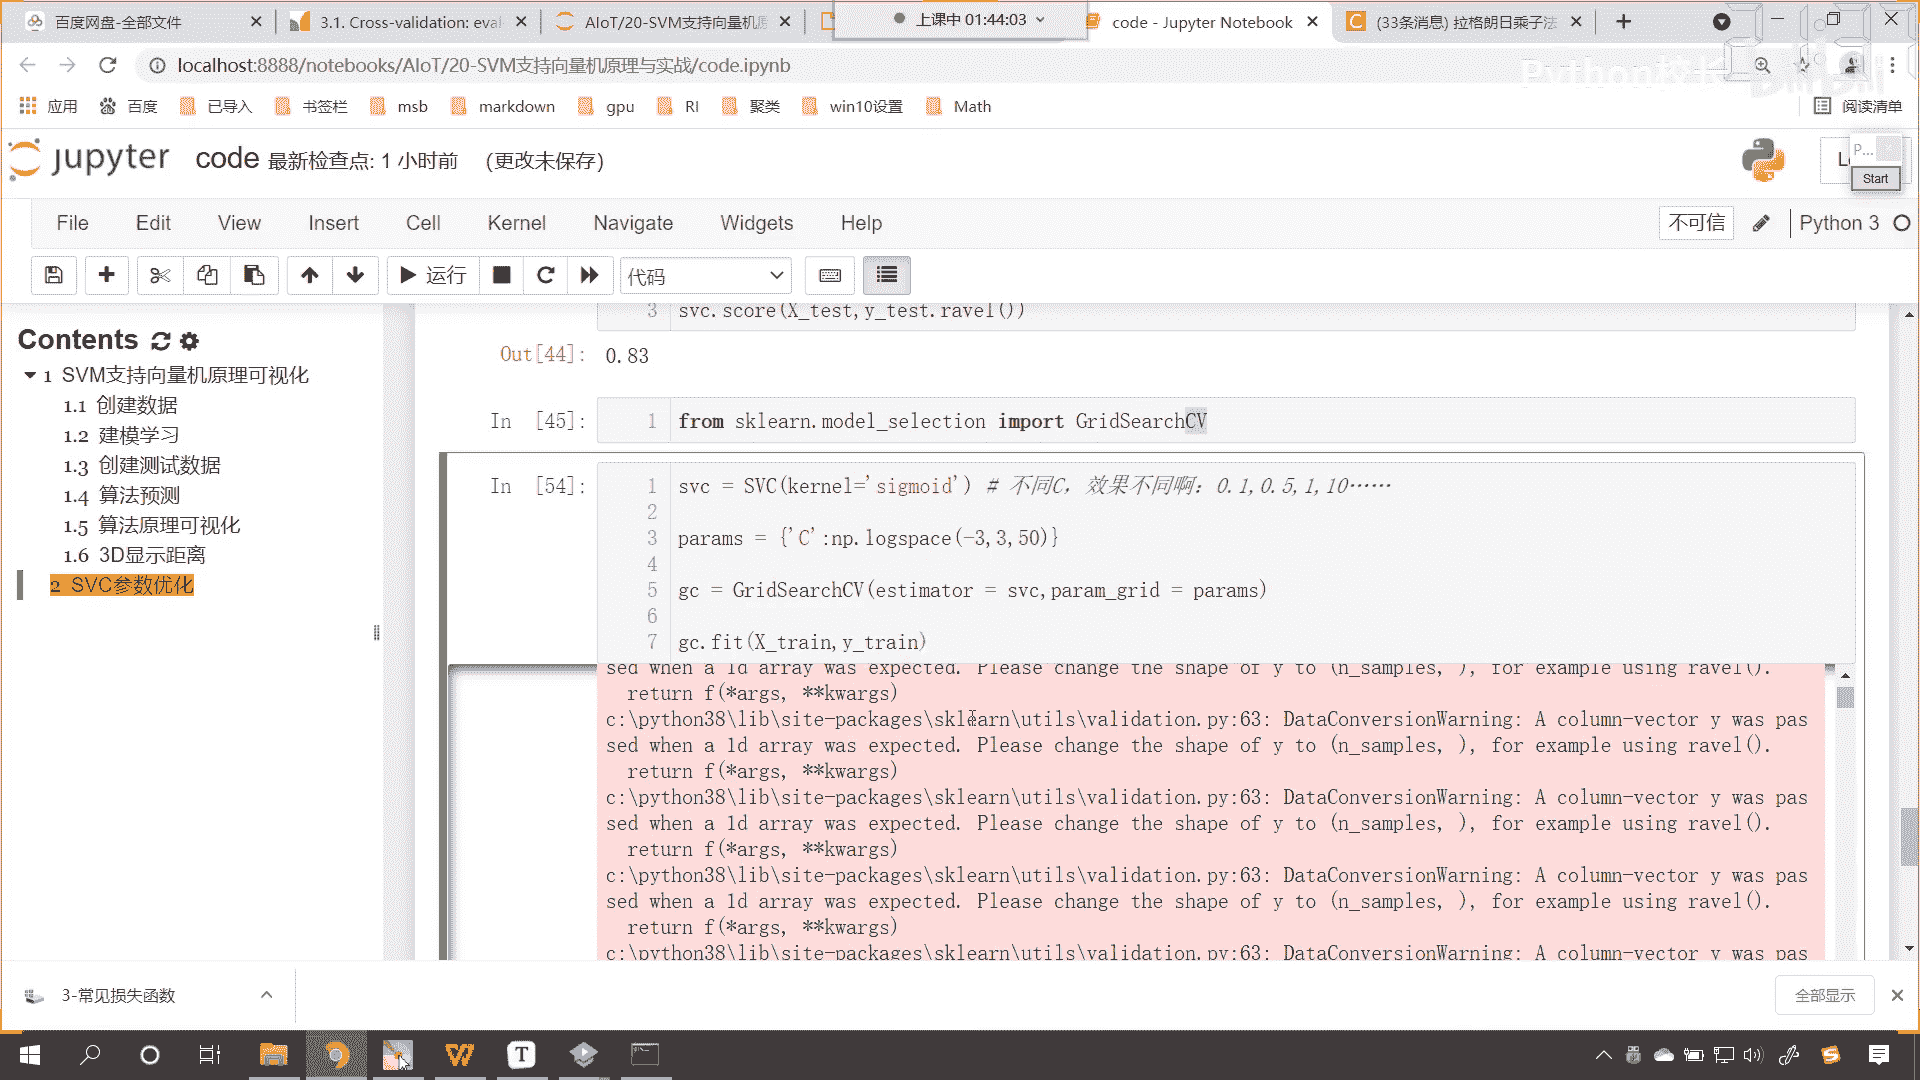 百度网盘-全部文件
3.1. Cross-validation: eval
AIoT/20-SVM支持向量机原
上课中 01:44:03
code - Jupyter Notebook
(33条消息) 拉格朗日乘子法
localhost:8888/notebooks/AIoT/20-SVM支持向量机原理与实战/code.ipynb
应用 百度 已导入 书签栏 msb markdown gpu RI 聚类 win10设置 Math 阅读清单
jupyter code 最新检查点: 1 小时前 (更改未保存)
P...
Start
File Edit View Insert Cell Kernel Navigate Widgets Help 不可信 Python 3
运行 代码
Contents
1 SVM支持向量机原理可视化
1.1 创建数据
1.2 建模学习
1.3 创建测试数据
1.4 算法预测
1.5 算法原理可视化
1.6 3D显示距离
2 SVC参数优化
3 svc.score(X_test,y_test.ravel())
Out[44]: 0.83
In [45]: 1 from sklearn.model_selection import GridSearchCV
In [54]: 1 svc = SVC(kernel='sigmoid') # 不同C，效果不同啊：0.1,0.5,1,10……
2
3 params = {'C':np.logspace(-3,3,50)}
4
5 gc = GridSearchCV(estimator = svc,param_grid = params)
6
7 gc.fit(X_train,y_train)
sed when a 1d array was expected. Please change the shape of y to (n_samples, ), for example using ravel().
return f(*args, **kwargs)
c:\python38\lib\site-packages\sklearn\utils\validation.py:63: DataConversionWarning: A column-vector y was pas
sed when a 1d array was expected. Please change the shape of y to (n_samples, ), for example using ravel().
return f(*args, **kwargs)
c:\python38\lib\site-packages\sklearn\utils\validation.py:63: DataConversionWarning: A column-vector y was pas
sed when a 1d array was expected. Please change the shape of y to (n_samples, ), for example using ravel().
return f(*args, **kwargs)
c:\python38\lib\site-packages\sklearn\utils\validation.py:63: DataConversionWarning: A column-vector y was pas
sed when a 1d array was expected. Please change the shape of y to (n_samples, ), for example using ravel().
return f(*args, **kwargs)
c:\python38\lib\site-packages\sklearn\utils\validation.py:63: DataConversionWarning: A column-vector y was pas
3-常见损失函数
全部显示